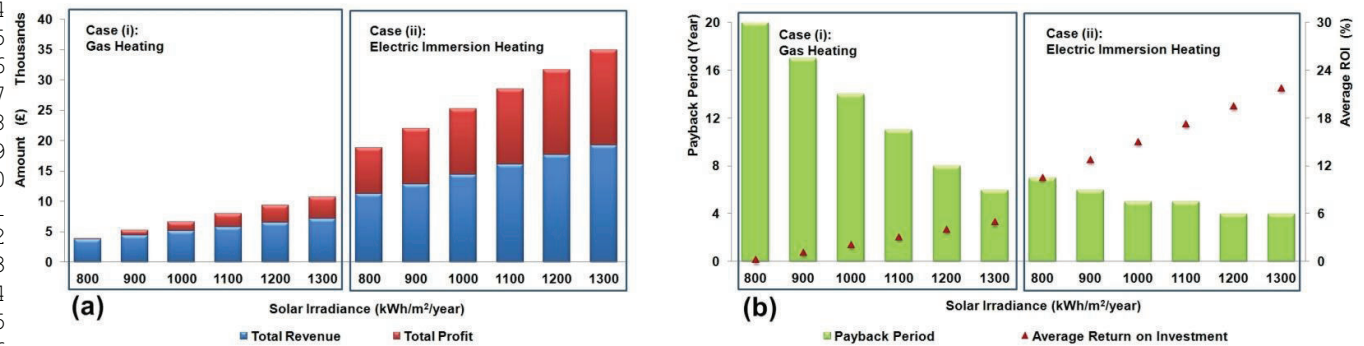 40
35
30
25
20
15
10
5
0
Thousands
Amount (£)
Case (i):
Gas Heating
Case (ii):
Electric Immersion Heating
800 900 1000 1100 1200 1300 800 900 1000 1100 1200 1300
Solar Irradiance (kWh/m²/year)
(a)
Total Revenue Total Profit
20
16
12
8
4
0
Payback Period (Year)
Case (i):
Gas Heating
Case (ii):
Electric Immersion Heating
30
24
18
12
6
0
Average ROI (%)
800 900 1000 1100 1200 1300 800 900 1000 1100 1200 1300
Solar Irradiance (kWh/m²/year)
(b)
Payback Period Average Return on Investment